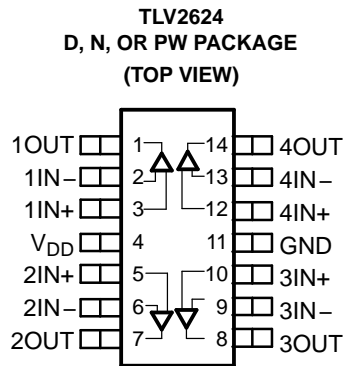 TLV2624
D, N, OR PW PACKAGE
(TOP VIEW)
1OUT 1 14 4OUT
1IN− 2 13 4IN−
1IN+ 3 12 4IN+
VDD 4 11 GND
2IN+ 5 10 3IN+
2IN− 6 9 3IN−
2OUT 7 8 3OUT